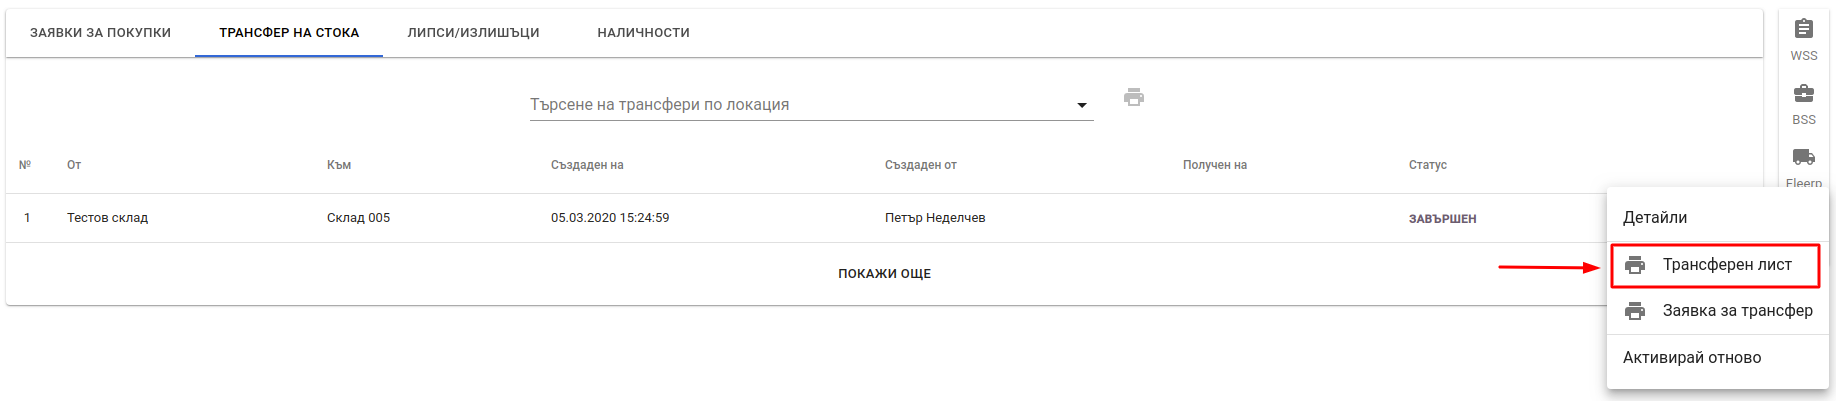 ЗАЯВКИ ЗА ПОКУПКИ ТРАНСФЕР НА СТОКА ЛИПСИ/ИЗЛИШЪЦИ НАЛИЧНОСТИ
WSS
Търсене на трансфери по локация
BSS
№ От Към Създаден на Създаден от Получен на Статус
Fleerp
1 Тестов склад Склад 005 05.03.2020 15:24:59 Петър Неделчев ЗАВЪРШЕН
ПОКАЖИ ОЩЕ
Детайли
Трансферен лист
Заявка за трансфер
Активирай отново